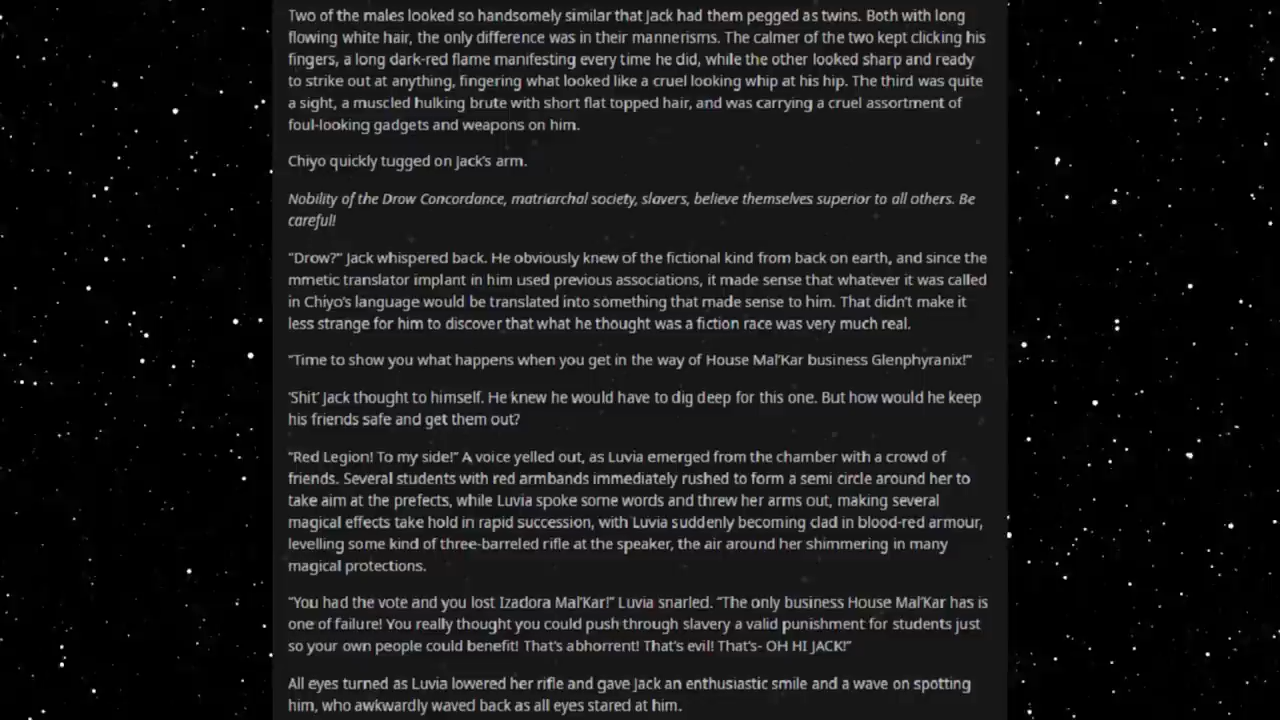 Two of the males looked so handsomely similar that Jack had them pegged as twins. Both with long
flowing white hair, the only difference was in their mannerisms. The calmer of the two kept clicking his
fingers, a long dark-red flame manifesting every time he did, while the other looked sharp and ready
to strike out at anything, fingering what looked like a cruel looking whip at his hip. The third was quite
a sight, a muscled hulking brute with short flat topped hair, and was carrying a cruel assortment of
foul-looking gadgets and weapons on him.
Chiyo quickly tugged on Jack's arm.
Nobility of the Drow Concordance, matriarchal society, slavers, believe themselves superior to all others. Be
careful!
“Drow?” Jack whispered back. He obviously knew of the fictional kind from back on earth, and since the
mmetic translator implant in him used previous associations, it made sense that whatever it was called
in Chiyo's language would be translated into something that made sense to him. That didn't make it
less strange for him to discover that what he thought was a fiction race was very much real.
“Time to show you what happens when you get in the way of House Mal'Kar business Glenphyranix!”
'Shit' Jack thought to himself. He knew he would have to dig deep for this one. But how would he keep
his friends safe and get them out?
“Red Legion! To my side!” A voice yelled out, as Luvia emerged from the chamber with a crowd of
friends. Several students with red armbands immediately rushed to form a semi circle around her to
take aim at the prefects, while Luvia spoke some words and threw her arms out, making several
magical effects take hold in rapid succession, with Luvia suddenly becoming clad in blood-red armour,
levelling some kind of three-barreled rifle at the speaker, the air around her shimmering in many
magical protections.
“You had the vote and you lost Izadora Mal'Kar!” Luvia snarled. “The only business House Mal'Kar has is
one of failure! You really thought you could push through slavery a valid punishment for students just
so your own people could benefit! That's abhorrent! That's evil! That's- OH HI JACK!”
All eyes turned as Luvia lowered her rifle and gave Jack an enthusiastic smile and a wave on spotting
him, who awkwardly waved back as all eyes stared at him.